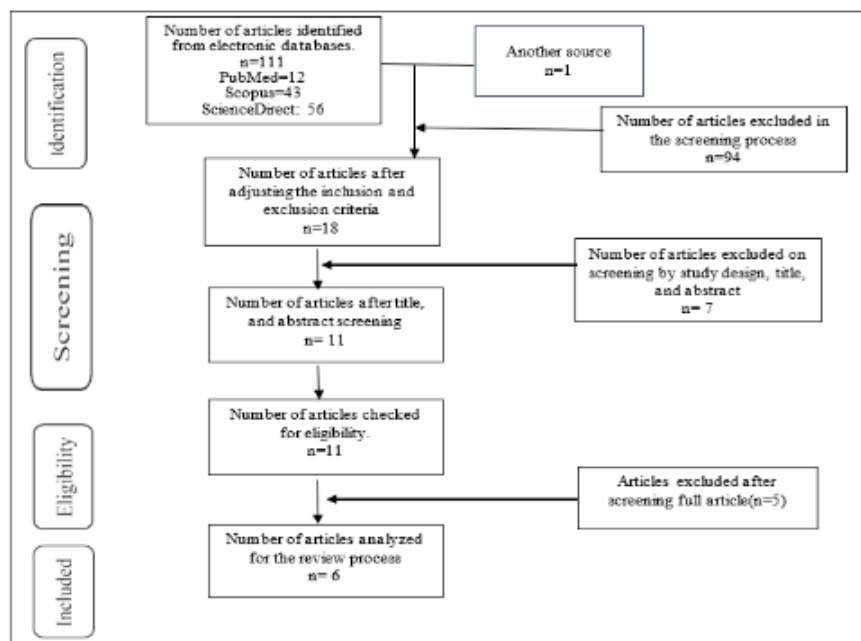 Identification
Number of articles identified
from electronic databases.
n=111
PubMed=12
Scopus=43
ScienceDirect: 56
Another source
n=1
Number of articles excluded in
the screening process
n=94
Number of articles after
adjusting the inclusion and
exclusion criteria
n=18
Screening
Number of articles excluded on
screening by study design, title,
and abstract
n= 7
Number of articles after title,
and abstract screening
n= 11
Eligibility
Number of articles checked
for eligibility.
n=11
Articles excluded after
screening full article(n=5)
Included
Number of articles analyzed
for the review process
n= 6